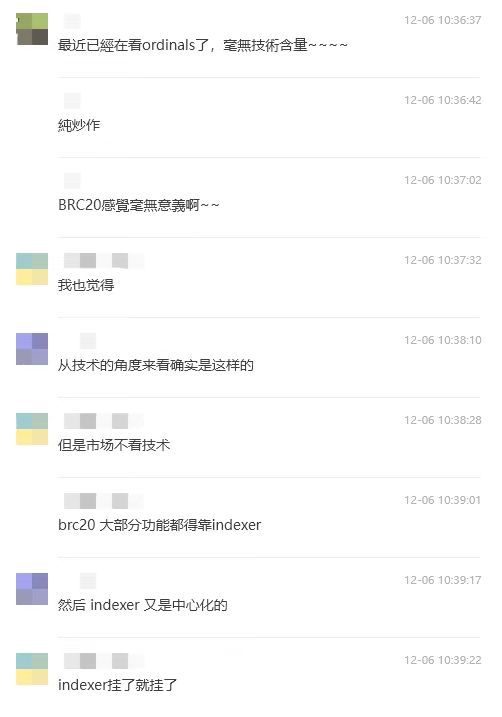 12-06 10:36:37
最近已經在看ordinals了，毫無技術含量~~~~
12-06 10:36:42
純炒作
12-06 10:37:02
BRC20感覺毫無意義啊~~
12-06 10:37:32
我也觉得
12-06 10:38:10
从技术的角度来看确实是这样的
12-06 10:38:28
但是市场不看技术
12-06 10:39:01
brc20 大部分功能都得靠indexer
12-06 10:39:17
然后 indexer 又是中心化的
12-06 10:39:22
indexer挂了就挂了